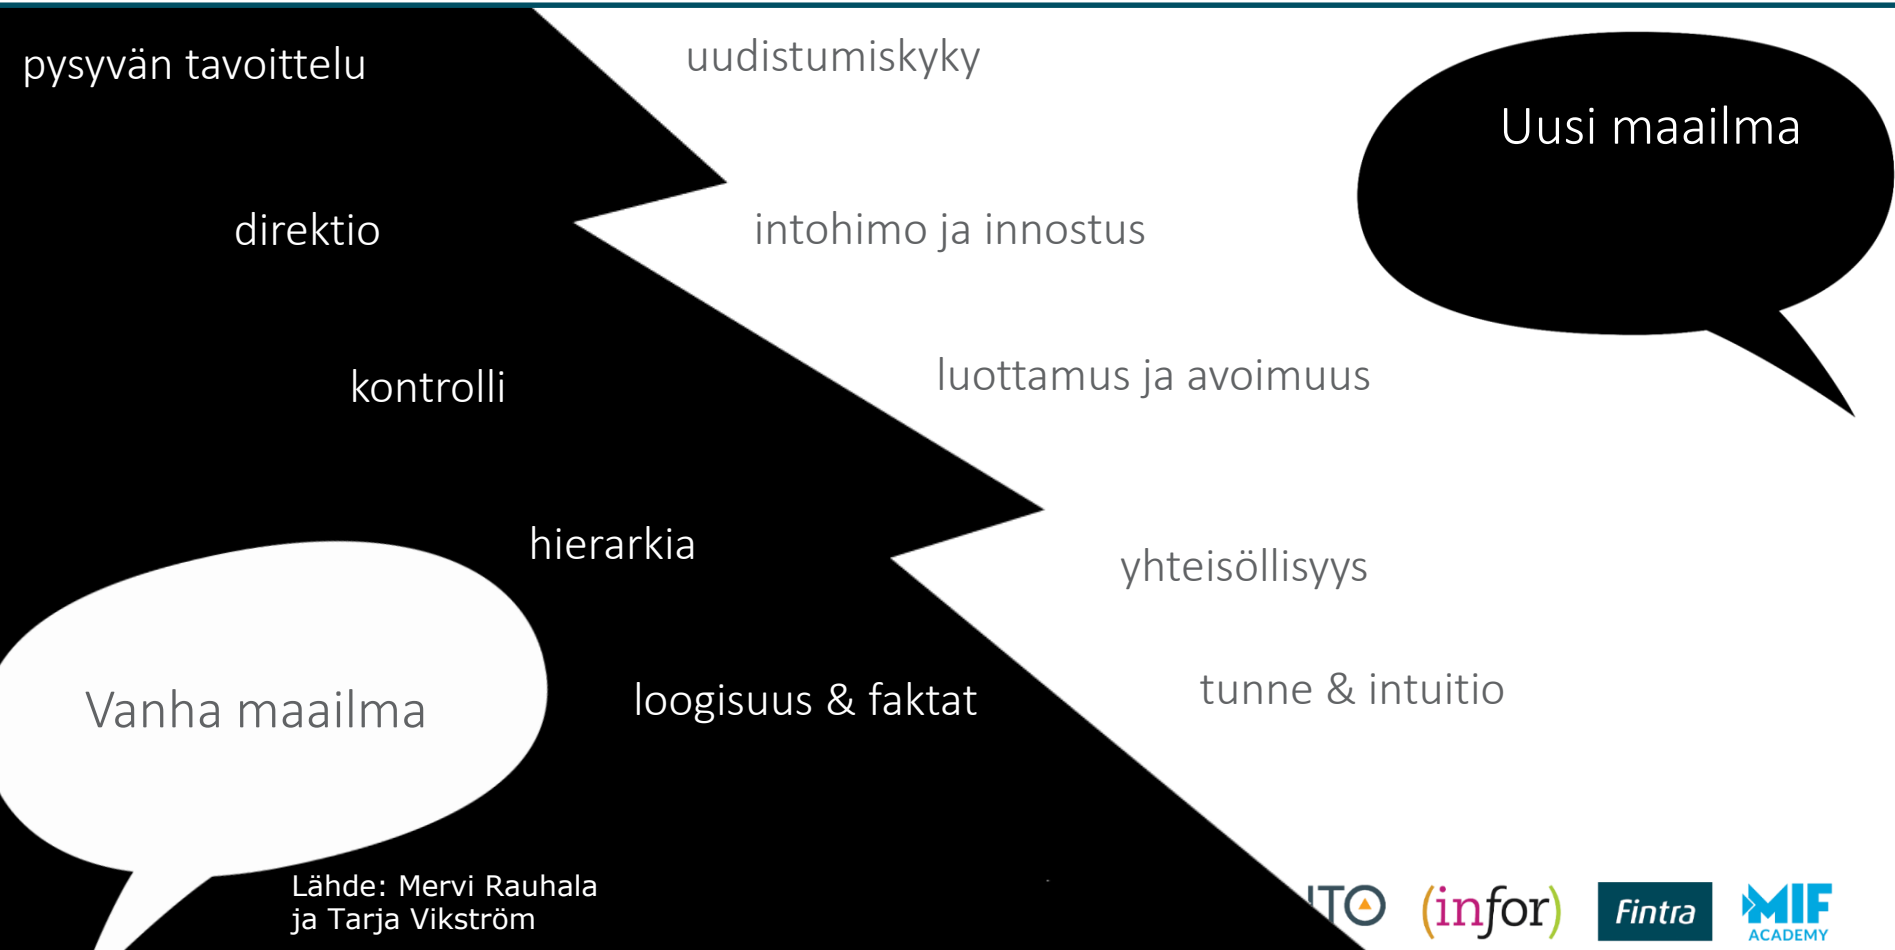 pysyvän tavoittelu
uudistumiskyky
Uusi maailma
direktio
intohimo ja innostus
kontrolli
luottamus ja avoimuus
hierarkia
yhteisöllisyys
Vanha maailma
loogisuus & faktat
tunne & intuitio
Lähde: Mervi Rauhala
ja Tarja Vikström
(infor)
Fintra
MIF
ACADEMY